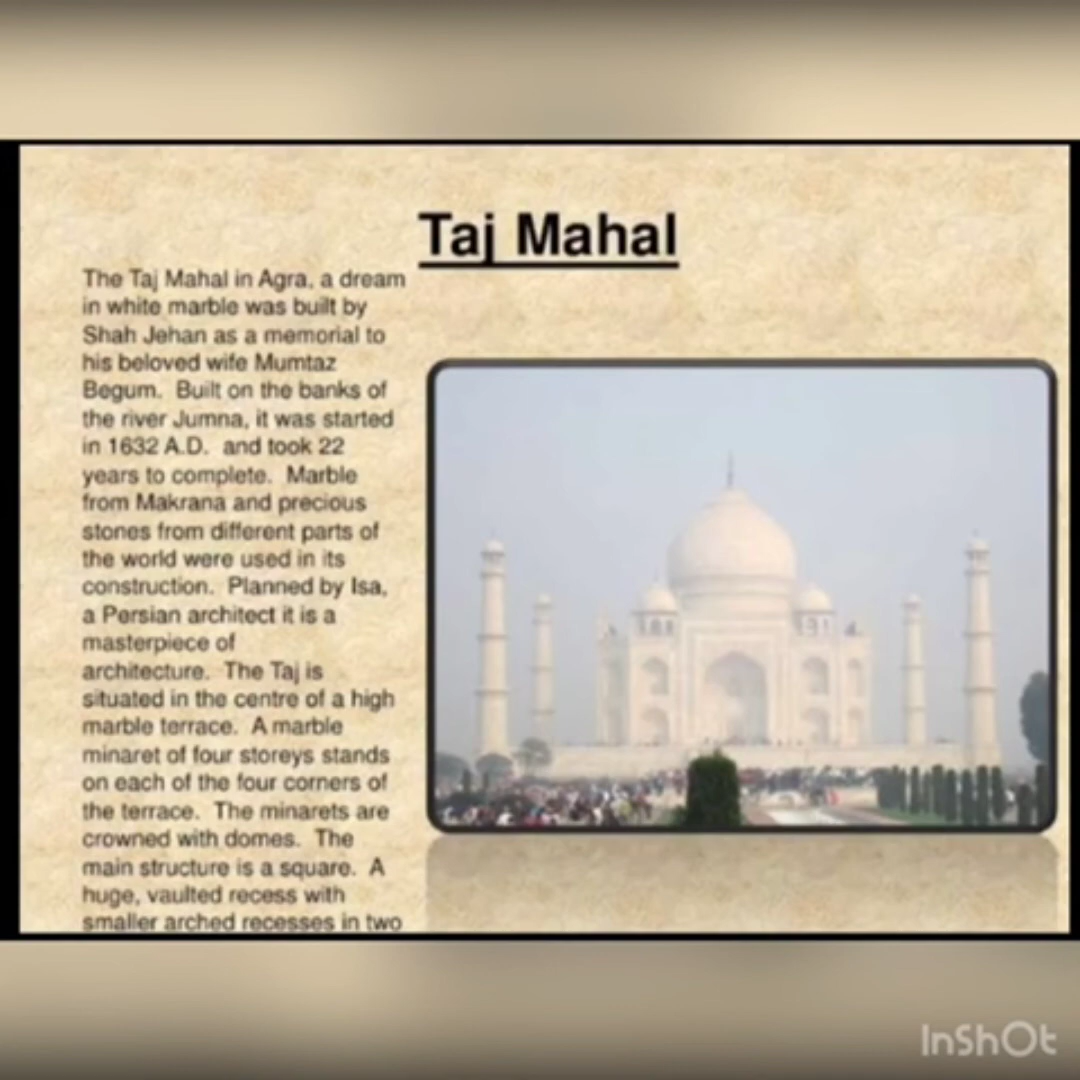 Taj Mahal
The Taj Mahal in Agra, a dream
in white marble was built by
Shah Jehan as a memorial to
his beloved wife Mumtaz
Begum. Built on the banks of
the river Jumna, it was started
in 1632 A.D. and took 22
years to complete. Marble
from Makrana and precious
stones from different parts of
the world were used in its
construction. Planned by Isa,
a Persian architect it is a
masterpiece of
architecture. The Taj is
situated in the centre of a high
marble terrace. A marble
minaret of four storeys stands
on each of the four corners of
the terrace. The minarets are
crowned with domes. The
main structure is a square. A
huge, vaulted recess with
smaller arched recesses in two
InShOt